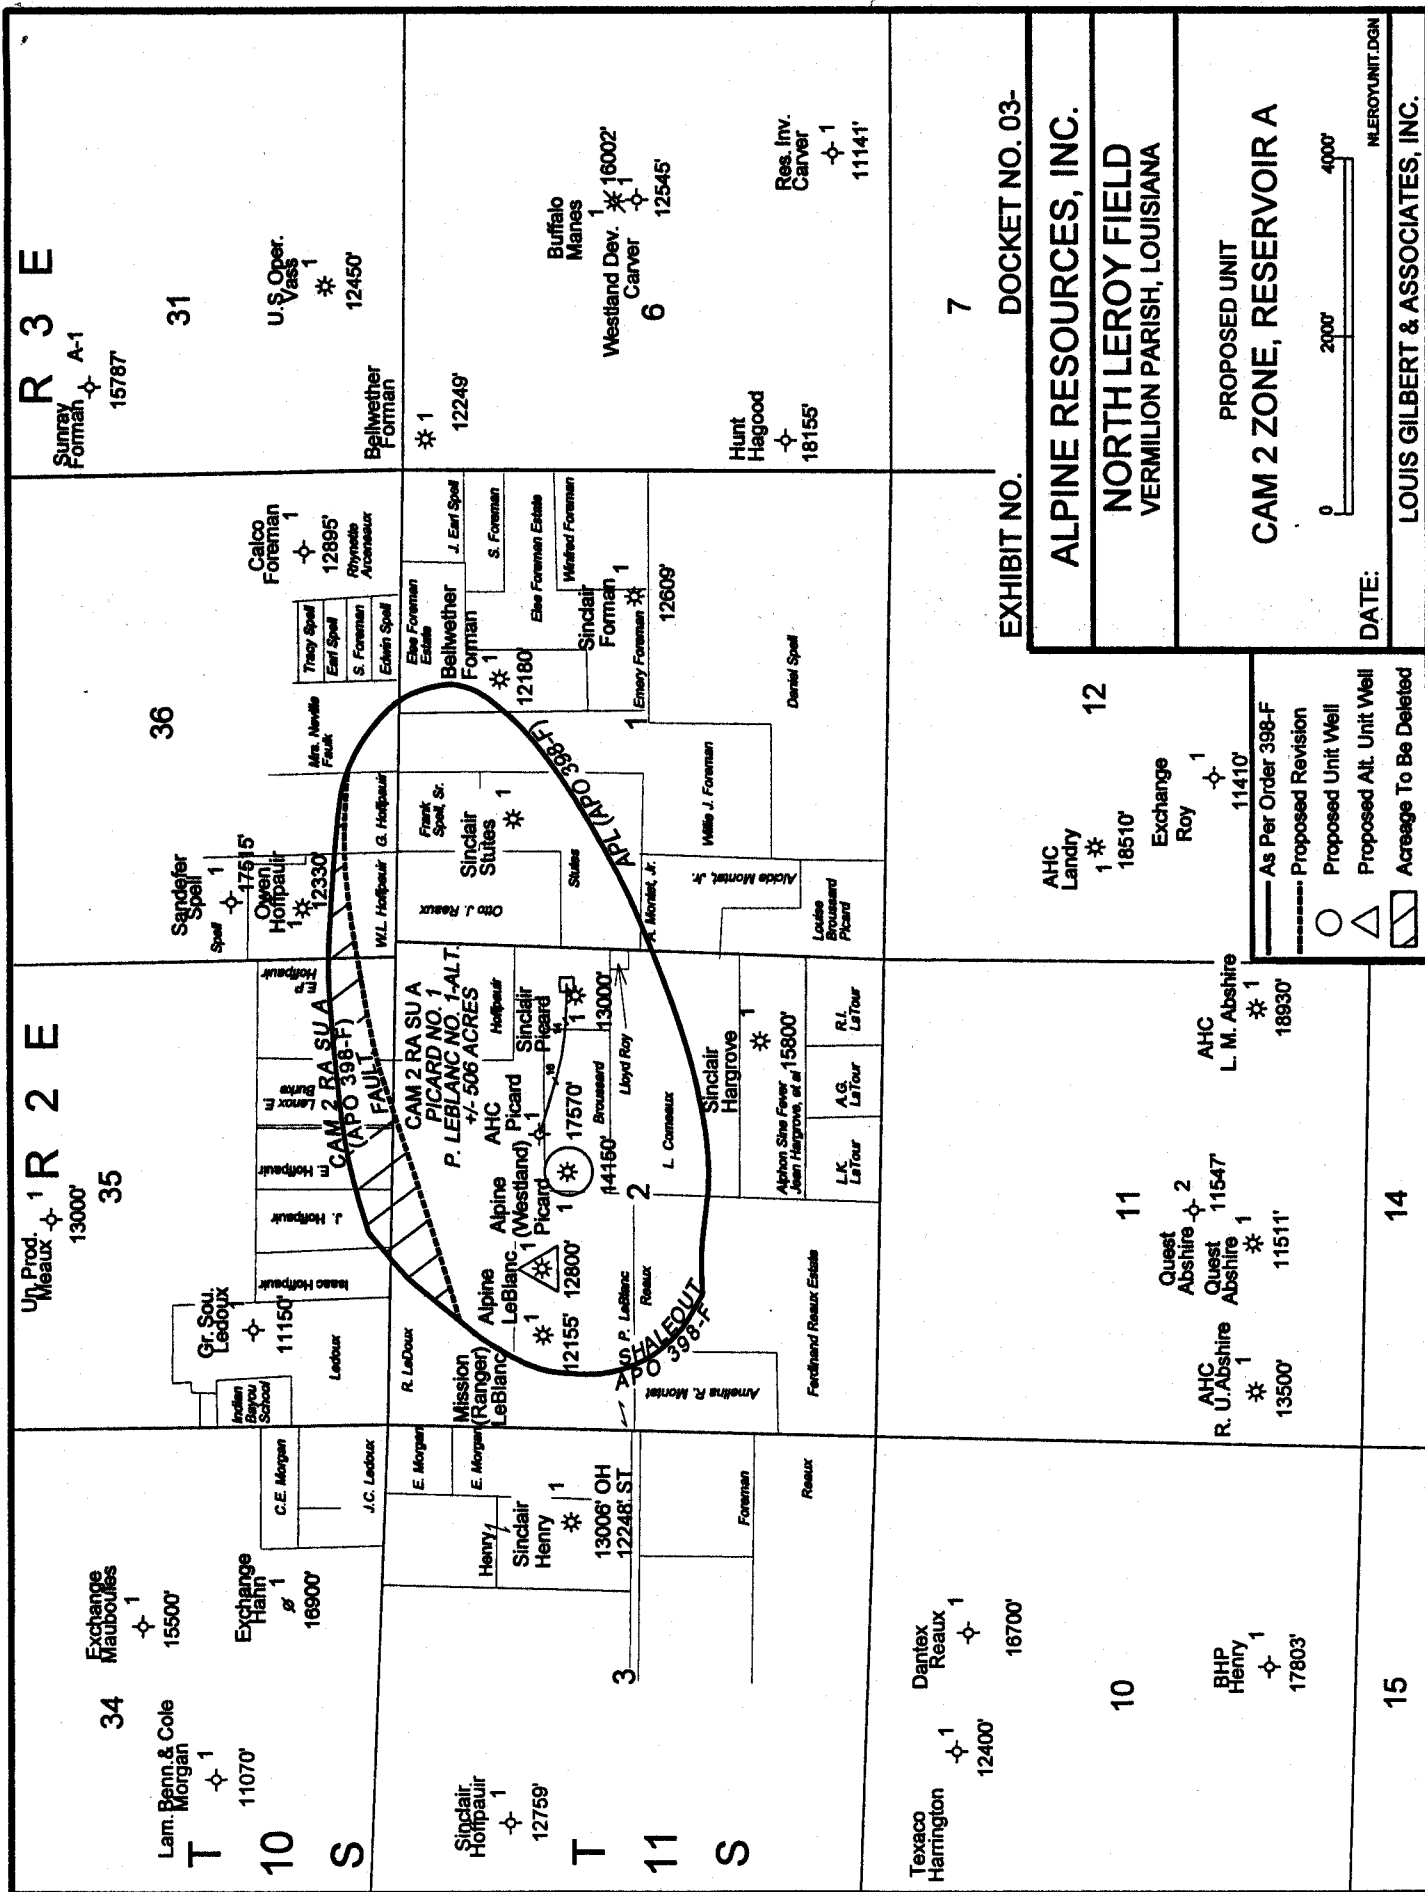 R 2 E
R 3 E
T
10
S
T
11
S
34
35
36
31
3
2
1
6
10
11
12
7
15
14
Lam. Benn. & Cole
Morgan
1
11070'
Exchange
Mauboules
1
15500'
Exchange
Hahn
1
16900'
C.E. Morgan
J.C. Ledoux
Un. Prod.
Meaux
1
13000'
Gr. Sou.
Ledoux
11150'
Indian
Bayou
School
Ledoux
Isaac Hoffpauir
J. Hoffpauir
E. Hoffpauir
Lenox E.
Burke
Hoffpauir
Sandefer
Spell
1
17515'
Spell
Owen
Hoffpauir
1
12330'
W.L. Hoffpauir
G. Hoffpauir
Mrs. Neville
Faulk
Calco
Foreman
1
12895'
Rhynette
Arceneaux
Tracy Spell
Earl Spell
S. Foreman
Edwin Spell
Sunray
Forman
A-1
15787'
U.S. Oper.
Vass
1
12450'
Bellwether
Forman
1
12249'
CAM 2 RA SU A
(APO 398-F)
FAULT
Sinclair
Hoffpauir
1
12759'
E. Morgan
E. Morgan
Henry
Sinclair
Henry
1
13006' OH
12248' ST
Foreman
Reaux
R. LeDoux
Mission
(Ranger)
LeBlanc
1
12155'
Alpine
LeBlanc
1
12800'
Alpine
(Westland)
Picard
1
14150'
AHC
Picard
1
17570'
CAM 2 RA SU A
PICARD NO. 1
P. LEBLANC NO. 1-ALT.
+/- 506 ACRES
Hoffpauir
Sinclair
Picard
1
13000'
Broussard
Lloyd Roy
L. Comeaux
P. LeBlanc
Reaux
SHALEOUT
APO 398-F
Amelina R. Montet
Ferdinand Reaux Estate
Sinclair
Hargrove
1
15800'
Alphon Sine Fever
Jean Hargrove, et al
L.K.
LaTour
A.G.
LaTour
R.I.
LaTour
Otto J. Reaux
Frank
Spell, Sr.
Sinclair
Stutes
1
Stutes
APL (APO 398-F)
A. Montet, Jr.
Alcide Montet, Jr.
Louise
Broussard
Picard
Willie J. Foreman
Daniel Spell
Elee Foreman
Estate
Bellwether
Forman
1
12180'
J. Earl Spell
S. Foreman
Elee Foreman Estate
Winfred Foreman
Sinclair
Forman
1
Emery Foreman
12609'
Buffalo
Manes
1
16002'
Westland Dev.
Carver
1
12545'
Hunt
Hagood
18155'
Res. Inv.
Carver
1
11141'
Texaco
Harrington
1
12400'
Dantex
Reaux
1
16700'
BHP
Henry
1
17803'
AHC
R. U. Abshire
1
13500'
Quest
Abshire
2
11547'
Quest
Abshire
1
11511'
AHC
L. M. Abshire
1
18930'
AHC
Landry
1
18510'
Exchange
Roy
1
11410'
As Per Order 398-F
Proposed Revision
Proposed Unit Well
Proposed Alt. Unit Well
Acreage To Be Deleted
EXHIBIT NO.
DOCKET NO. 03-
ALPINE RESOURCES, INC.
NORTH LEROY FIELD
VERMILION PARISH, LOUISIANA
PROPOSED UNIT
CAM 2 ZONE, RESERVOIR A
0
2000'
4000'
DATE:
NLEROYUNIT.DGN
LOUIS GILBERT & ASSOCIATES, INC.